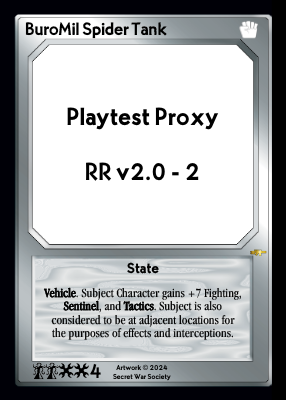 BuroMil Spider Tank
Playtest Proxy
RR v2.0 - 2
State
Vehicle. Subject Character gains +7 Fighting,
Sentinel, and Tactics. Subject is also
considered to be at adjacent locations for
the purposes of effects and interceptions.
4
Artwork © 2024
Secret War Society